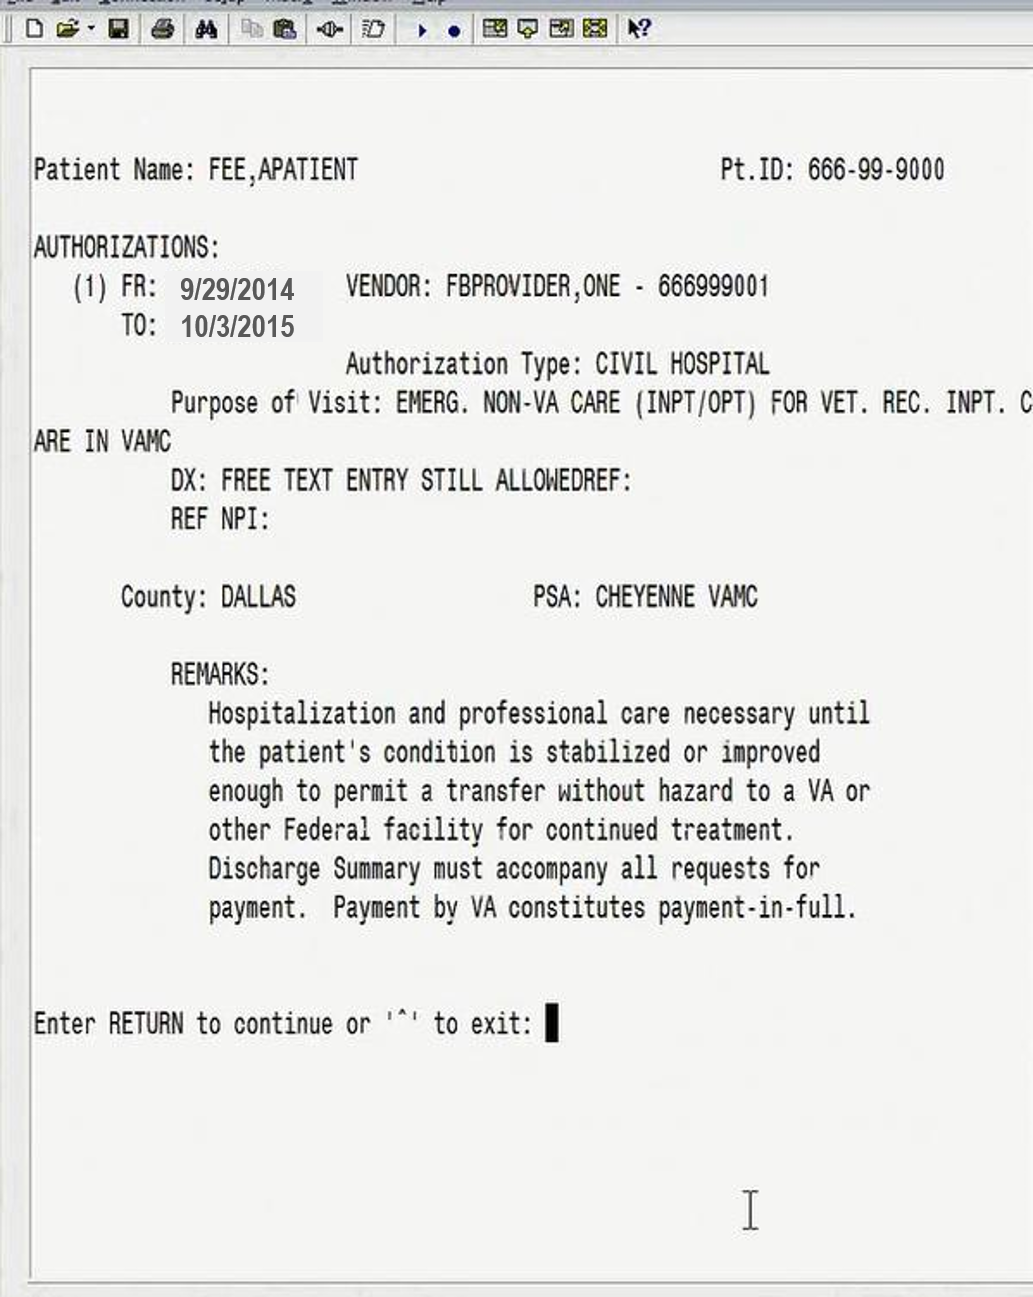 Patient Name: FEE,APATIENT Pt.ID: 666-99-9000
AUTHORIZATIONS:
(1) FR: 9/29/2014 VENDOR: FBPROVIDER,ONE - 666999001
TO: 10/3/2015
Authorization Type: CIVIL HOSPITAL
Purpose of Visit: EMERG. NON-VA CARE (INPT/OPT) FOR VET. REC. INPT. C
ARE IN VAMC
DX: FREE TEXT ENTRY STILL ALLOWEDREF:
REF NPI:
County: DALLAS PSA: CHEYENNE VAMC
REMARKS:
Hospitalization and professional care necessary until
the patient's condition is stabilized or improved
enough to permit a transfer without hazard to a VA or
other Federal facility for continued treatment.
Discharge Summary must accompany all requests for
payment. Payment by VA constitutes payment-in-full.
Enter RETURN to continue or '^' to exit: